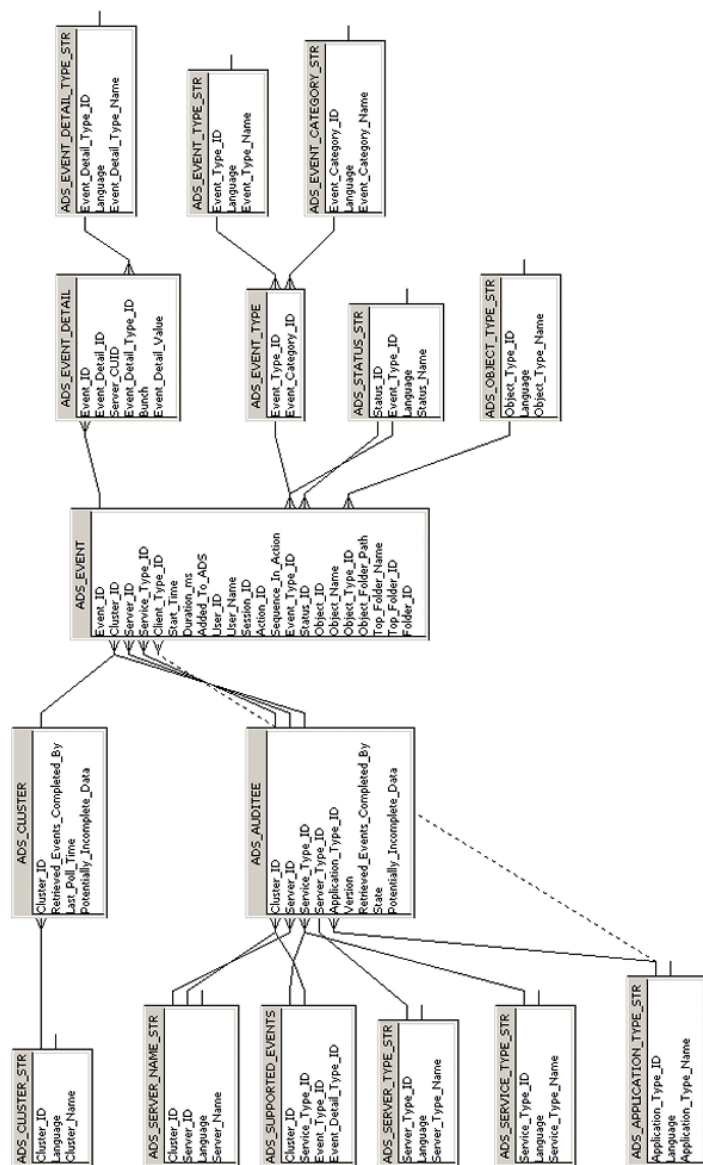 ADS_CLUSTER_STR
Cluster_ID
Language
Cluster_Name
ADS_SERVER_NAME_STR
Cluster_ID
Server_ID
Language
Server_Name
ADS_SUPPORTED_EVENTS
Cluster_ID
Service_Type_ID
Event_Type_ID
Event_Detail_Type_ID
ADS_SERVER_TYPE_STR
Server_Type_ID
Language
Server_Type_Name
ADS_SERVICE_TYPE_STR
Service_Type_ID
Language
Service_Type_Name
ADS_APPLICATION_TYPE_STR
Application_Type_ID
Language
Application_Type_Name
ADS_CLUSTER
Cluster_ID
Retrieved_Events_Completed_By
Last_Poll_Time
Potentially_Incomplete_Data
ADS_AUDITEE
Cluster_ID
Server_ID
Service_Type_ID
Server_Type_ID
Application_Type_ID
Version
Retrieved_Events_Completed_By
State
Potentially_Incomplete_Data
ADS_EVENT
Event_ID
Cluster_ID
Server_ID
Service_Type_ID
Client_Type_ID
Start_Time
Duration_ms
Added_To_ADS
User_ID
User_Name
Session_ID
Action_ID
Sequence_In_Action
Event_Type_ID
Status_ID
Object_ID
Object_Name
Object_Type_ID
Object_Folder_Path
Top_Folder_Name
Top_Folder_ID
Folder_ID
ADS_EVENT_DETAIL
Event_ID
Event_Detail_ID
Server_CUID
Event_Detail_Type_ID
Bunch
Event_Detail_Value
ADS_EVENT_TYPE
Event_Type_ID
Event_Category_ID
ADS_STATUS_STR
Status_ID
Event_Type_ID
Language
Status_Name
ADS_OBJECT_TYPE_STR
Object_Type_ID
Language
Object_Type_Name
ADS_EVENT_DETAIL_TYPE_STR
Event_Detail_Type_ID
Language
Event_Detail_Type_Name
ADS_EVENT_TYPE_STR
Event_Type_ID
Language
Event_Type_Name
ADS_EVENT_CATEGORY_STR
Event_Category_ID
Language
Event_Category_Name